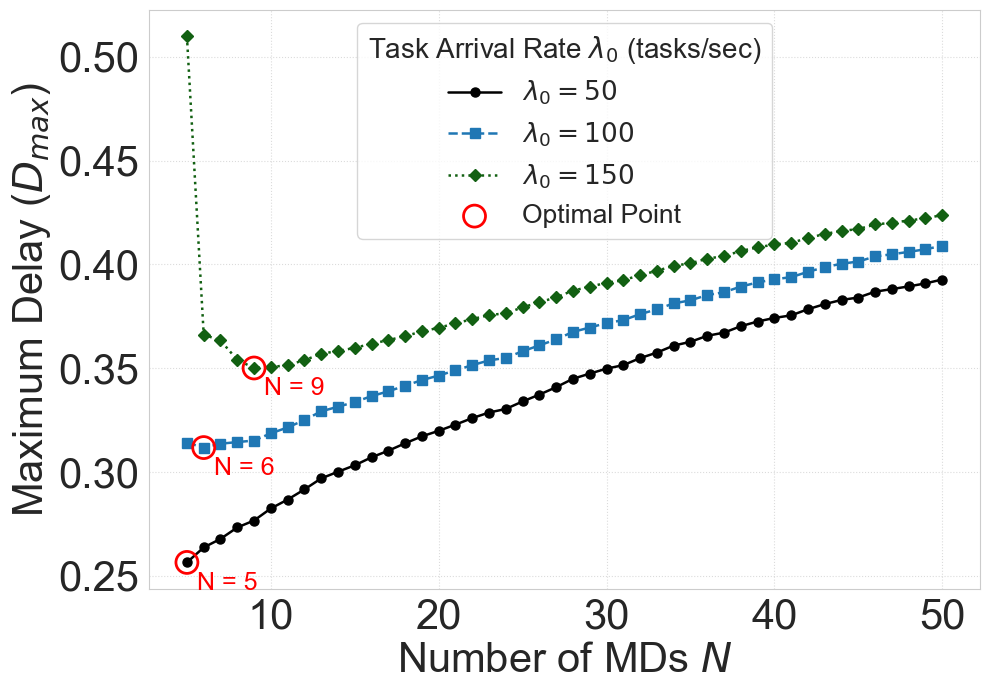 Task Arrival Rate λ₀ (tasks/sec)
λ₀ = 50
λ₀ = 100
λ₀ = 150
Optimal Point
Maximum Delay (Dₘₐₓ)
0.50
0.45
0.40
0.35
0.30
0.25
N = 9
N = 6
N = 5
10 20 30 40 50
Number of MDs N